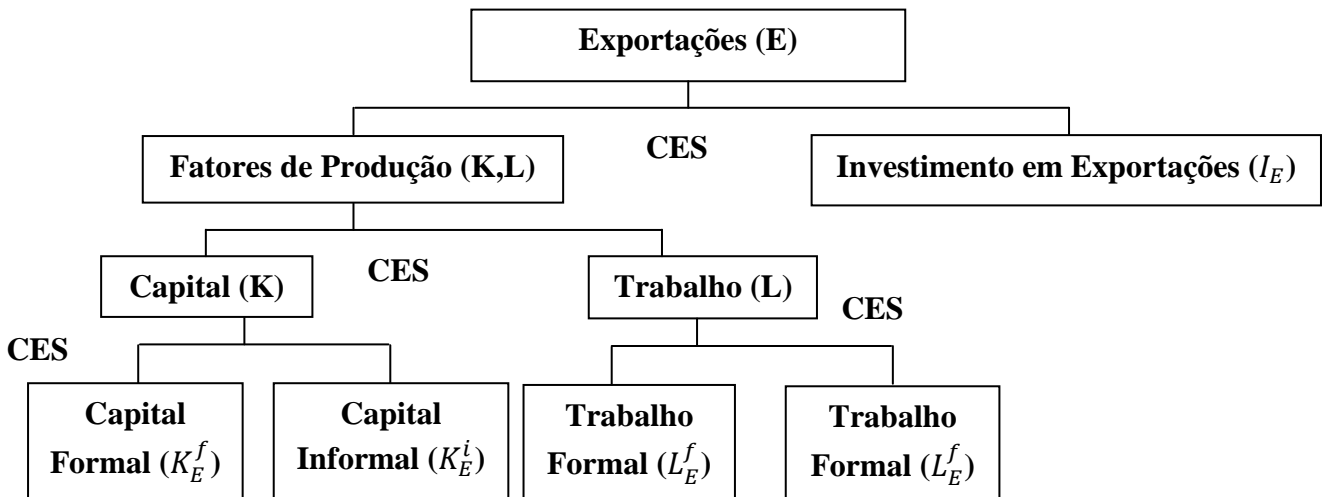 Exportações (E)
CES
Fatores de Produção (K,L)
Investimento em Exportações (I_E)
CES
Capital (K)
Trabalho (L)
CES
CES
Capital
Formal (K_E^f)
Capital
Informal (K_E^i)
Trabalho
Formal (L_E^f)
Trabalho
Formal (L_E^f)